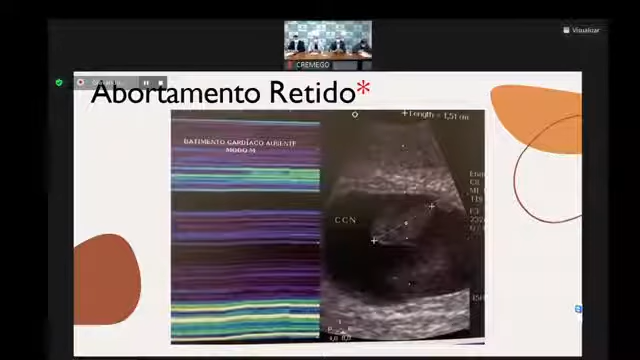 Visualizar
CREMEGO
Abortamento Retido*
BATIMENTO CARDÍACO AUSENTE
MODO M
Length = 1,51 cm
CCN